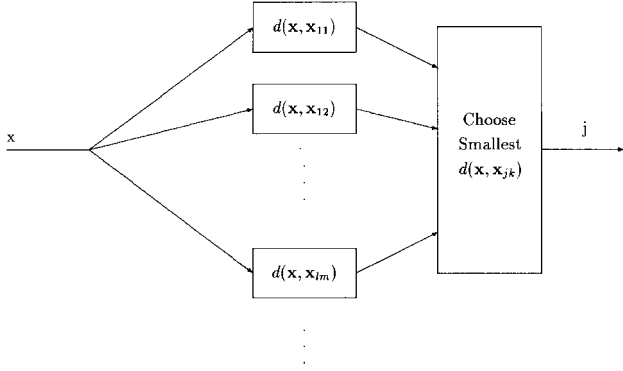 d(x, x₁₁)
d(x, x₁₂)
x
Choose
Smallest
d(x, xⱼₖ)
j
d(x, xₗₘ)